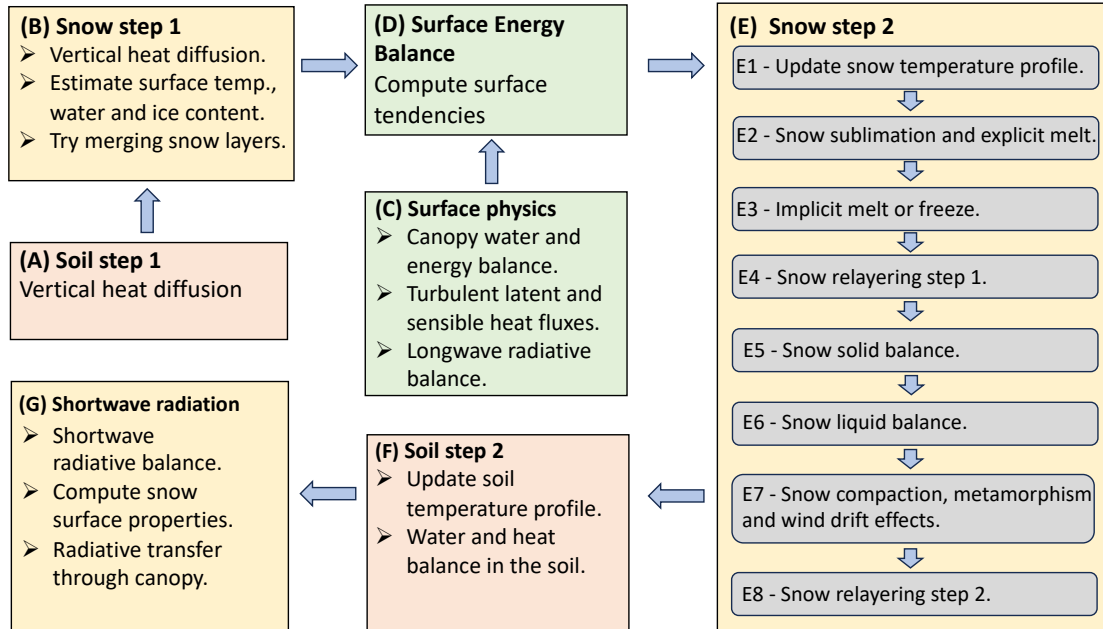 (B) Snow step 1
➤ Vertical heat diffusion.
➤ Estimate surface temp.,
water and ice content.
➤ Try merging snow layers.
(D) Surface Energy
Balance
Compute surface
tendencies
(E) Snow step 2
E1 - Update snow temperature profile.
E2 - Snow sublimation and explicit melt.
E3 - Implicit melt or freeze.
E4 - Snow relayering step 1.
E5 - Snow solid balance.
E6 - Snow liquid balance.
E7 - Snow compaction, metamorphism
and wind drift effects.
E8 - Snow relayering step 2.
(A) Soil step 1
Vertical heat diffusion
(C) Surface physics
➤ Canopy water and
energy balance.
➤ Turbulent latent and
sensible heat fluxes.
➤ Longwave radiative
balance.
(G) Shortwave radiation
➤ Shortwave
radiative balance.
➤ Compute snow
surface properties.
➤ Radiative transfer
through canopy.
(F) Soil step 2
➤ Update soil
temperature profile.
➤ Water and heat
balance in the soil.